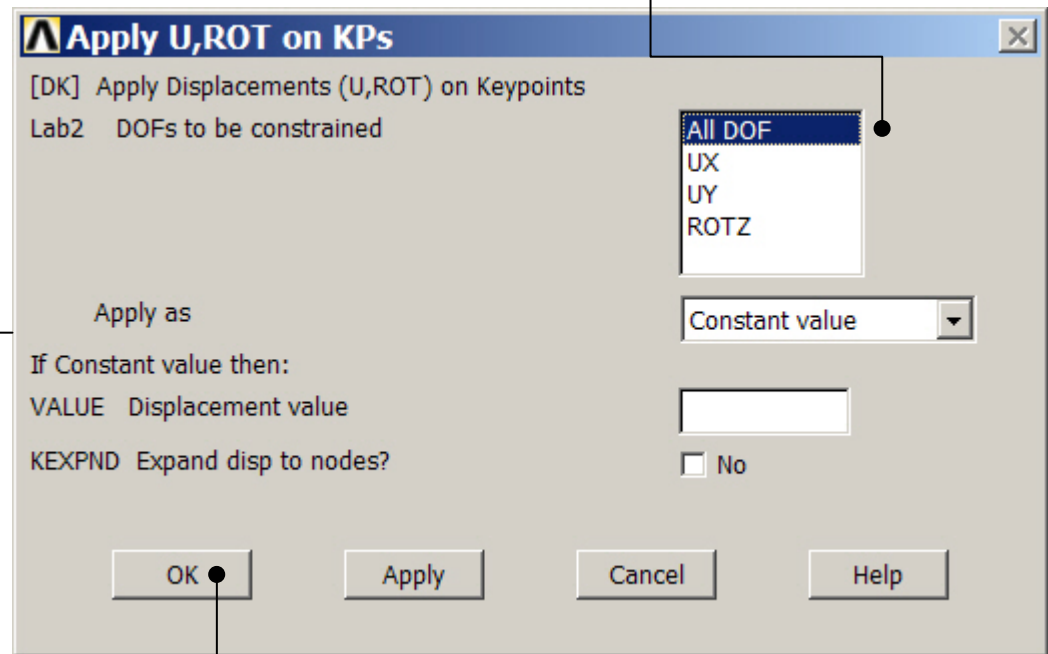 Apply U,ROT on KPs
[DK] Apply Displacements (U,ROT) on Keypoints
Lab2 DOFs to be constrained
All DOF
UX
UY
ROTZ
Apply as
Constant value
If Constant value then:
VALUE Displacement value
KEXPND Expand disp to nodes?
No
OK Apply Cancel Help